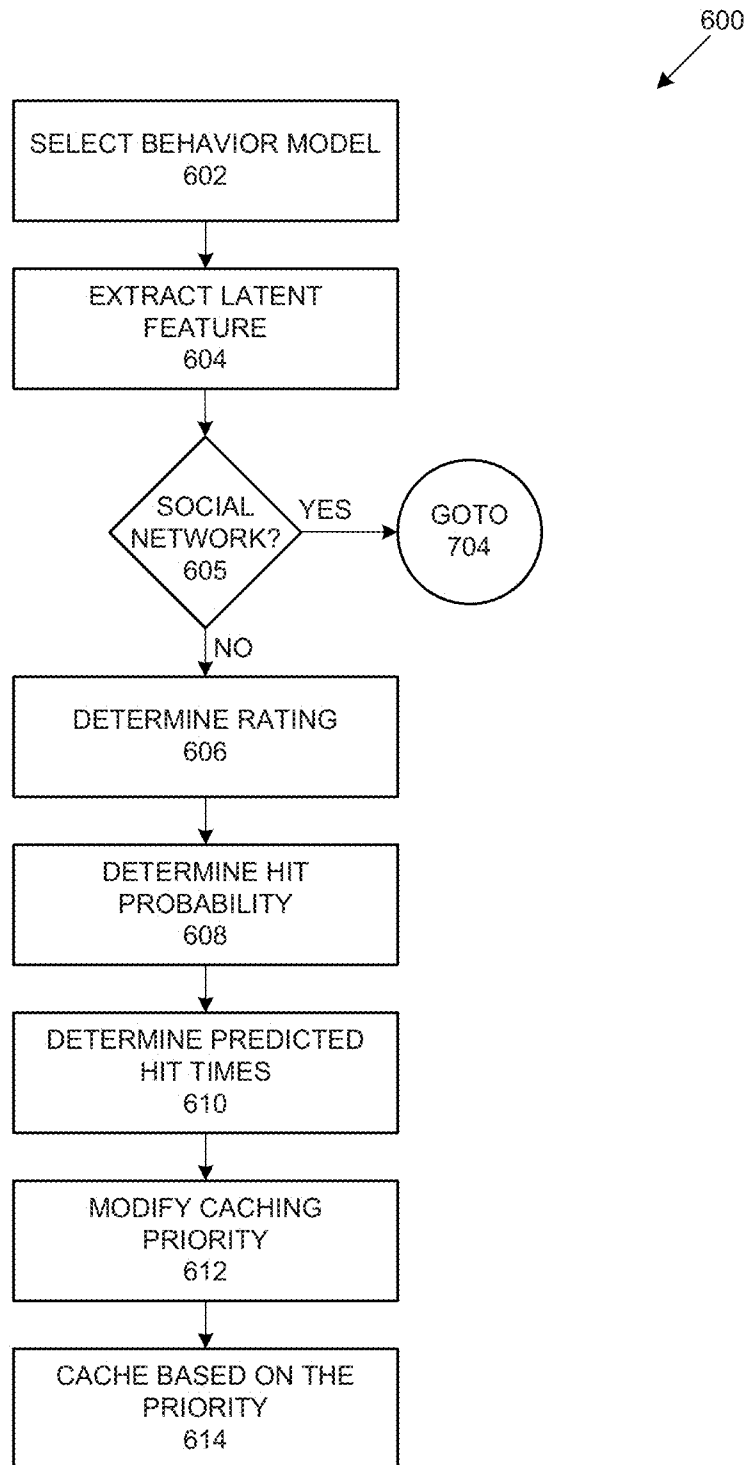 600
SELECT BEHAVIOR MODEL
602
EXTRACT LATENT
FEATURE
604
SOCIAL
NETWORK?
605
YES
GOTO
704
NO
DETERMINE RATING
606
DETERMINE HIT
PROBABILITY
608
DETERMINE PREDICTED
HIT TIMES
610
MODIFY CACHING
PRIORITY
612
CACHE BASED ON THE
PRIORITY
614